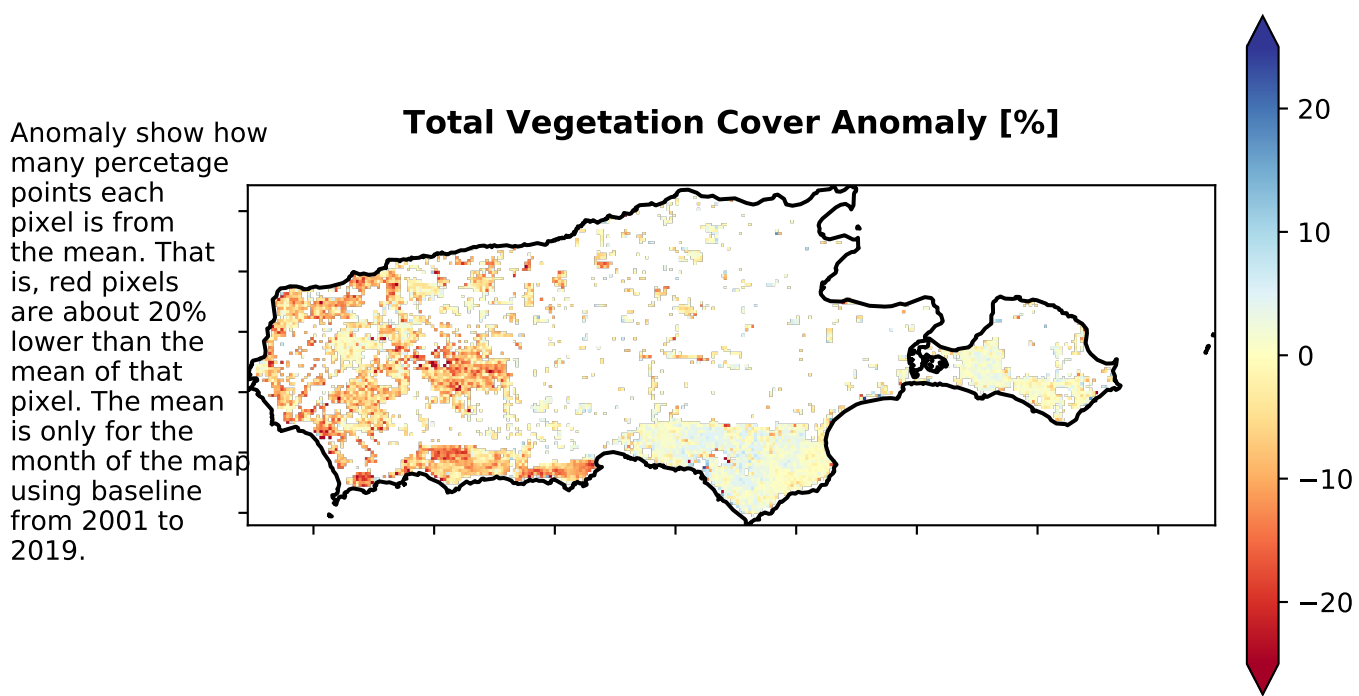 Total Vegetation Cover Anomaly [%]
Anomaly show how
many percetage
points each
pixel is from
the mean. That
is, red pixels
are about 20%
lower than the
mean of that
pixel. The mean
is only for the
month of the map
using baseline
from 2001 to
2019.
20
10
0
−10
−20